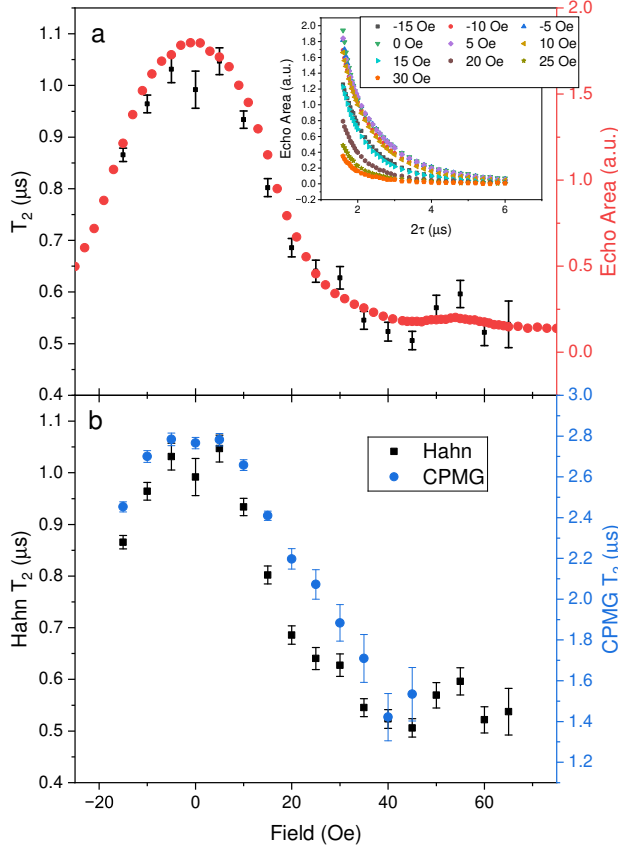 a
-15 Oe -10 Oe -5 Oe
0 Oe 5 Oe 10 Oe
15 Oe 20 Oe 25 Oe
30 Oe
2.0
1.8
1.6
1.4
1.2
1.0
0.8
0.6
0.4
0.2
0.0
-0.2
Echo Area (a.u.)
2 4 6
2τ (μs)
1.1
1.0
0.9
0.8
0.7
0.6
0.5
0.4
T2 (μs)
2.0
1.5
1.0
0.5
0.0
Echo Area (a.u.)
b
Hahn
CPMG
1.1
1.0
0.9
0.8
0.7
0.6
0.5
0.4
Hahn T2 (μs)
3.0
2.8
2.6
2.4
2.2
2.0
1.8
1.6
1.4
1.2
1.1
CPMG T2 (μs)
−20 0 20 40 60
Field (Oe)